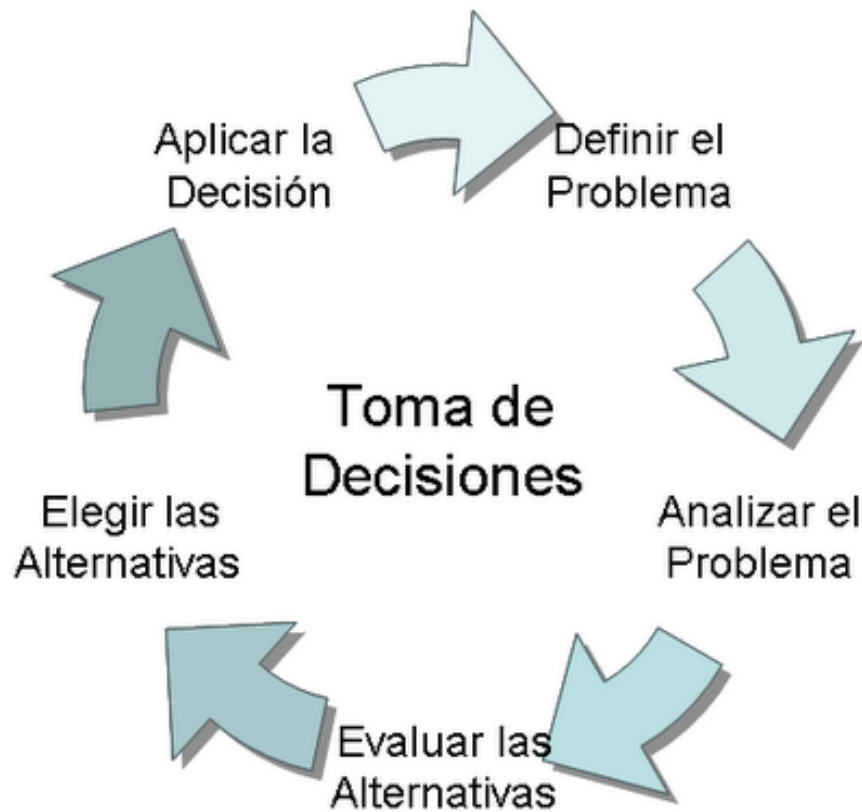 Aplicar la
Decisión
Definir el
Problema
Toma de
Decisiones
Elegir las
Alternativas
Analizar el
Problema
Evaluar las
Alternativas